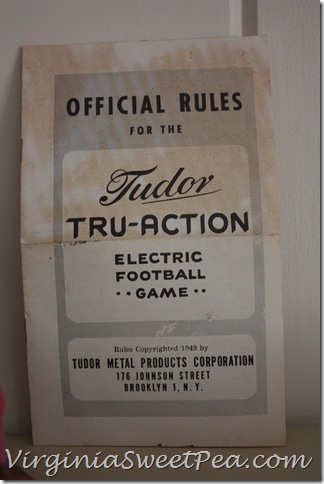 OFFICIAL RULES
FOR THE
Tudor
TRU-ACTION
ELECTRIC
FOOTBALL
··GAME··
Rules Copyrighted 1949 by
TUDOR METAL PRODUCTS CORPORATION
176 JOHNSON STREET
BROOKLYN 1, N.Y.
VirginiaSweetPea.com